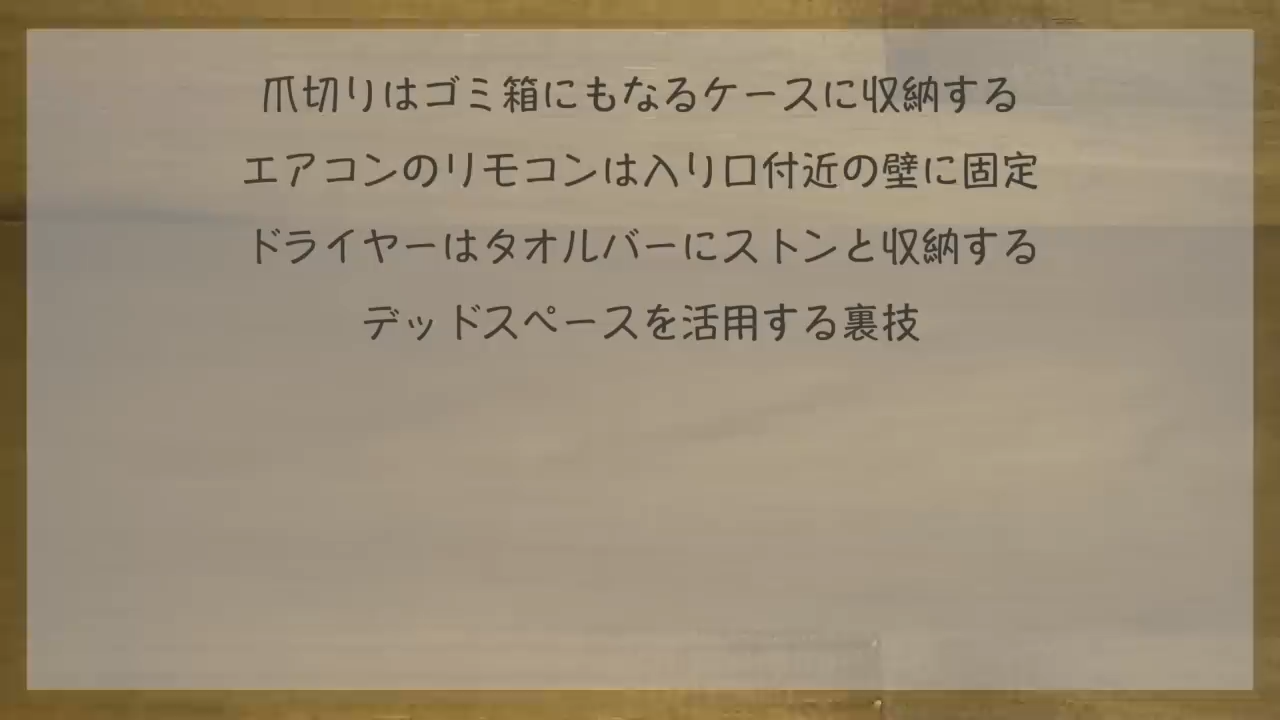 爪切りはゴミ箱にもなるケースに収納する
エアコンのリモコンは入り口付近の壁に固定
ドライヤーはタオルバーにストンと収納する
デッドスペースを活用する裏技